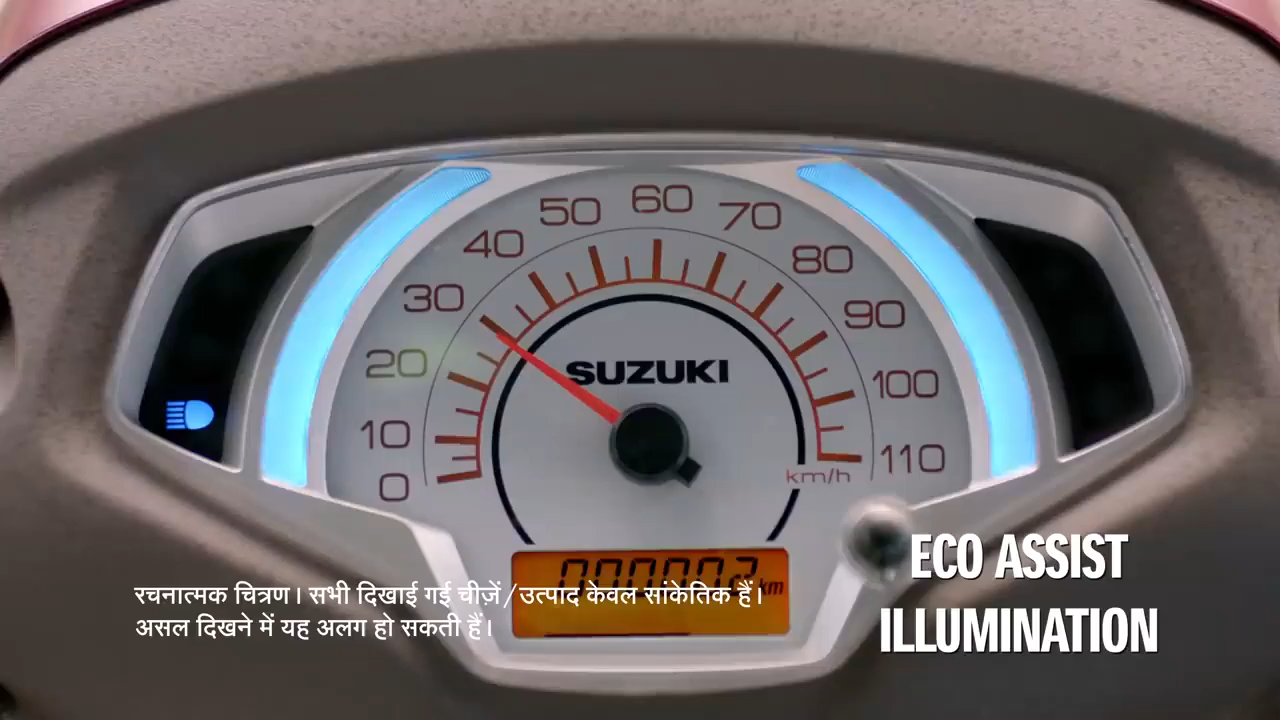 60
50
70
40
80
30
90
20
SUZUKI
100
10
110
0
km/h
ECO ASSIST
km
रचनात्मक चित्रण। सभी दिखाई गई चीज़ें/उत्पाद केवल सांकेतिक हैं।
असल दिखने में यह अलग हो सकती हैं।
ILLUMINATION